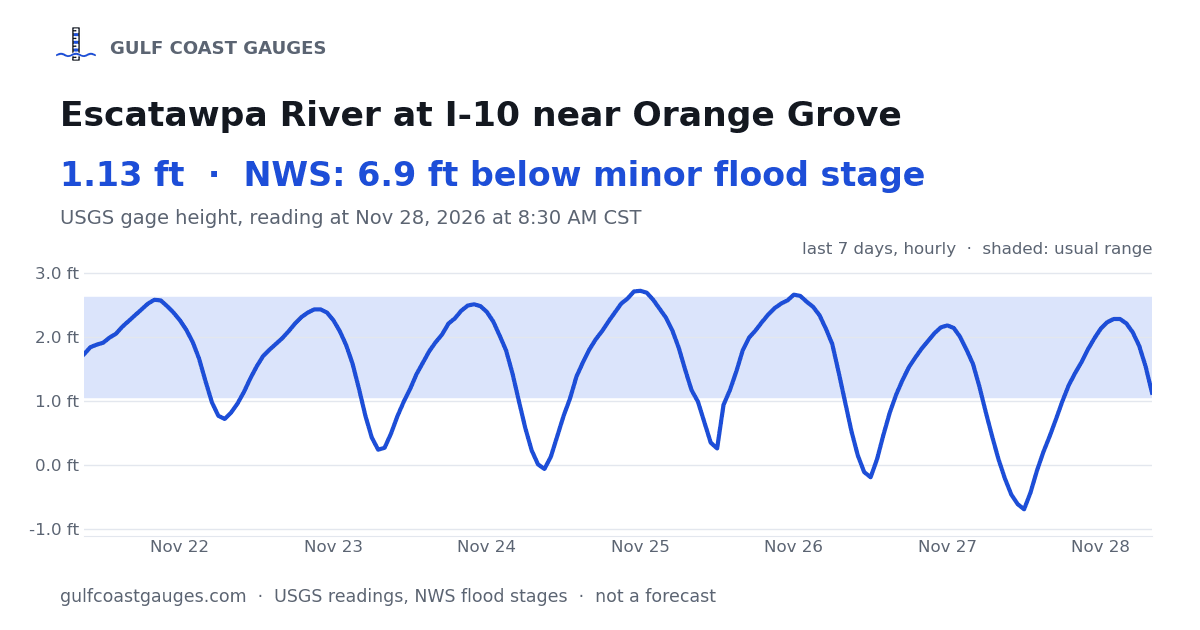 GULF COAST GAUGES
Escatawpa River at I-10 near Orange Grove
1.13 ft · NWS: 6.9 ft below minor flood stage
USGS gage height, reading at Nov 28, 2026 at 8:30 AM CST
last 7 days, hourly · shaded: usual range
3.0 ft
2.0 ft
1.0 ft
0.0 ft
-1.0 ft
Nov 22 Nov 23 Nov 24 Nov 25 Nov 26 Nov 27 Nov 28
gulfcoastgauges.com · USGS readings, NWS flood stages · not a forecast